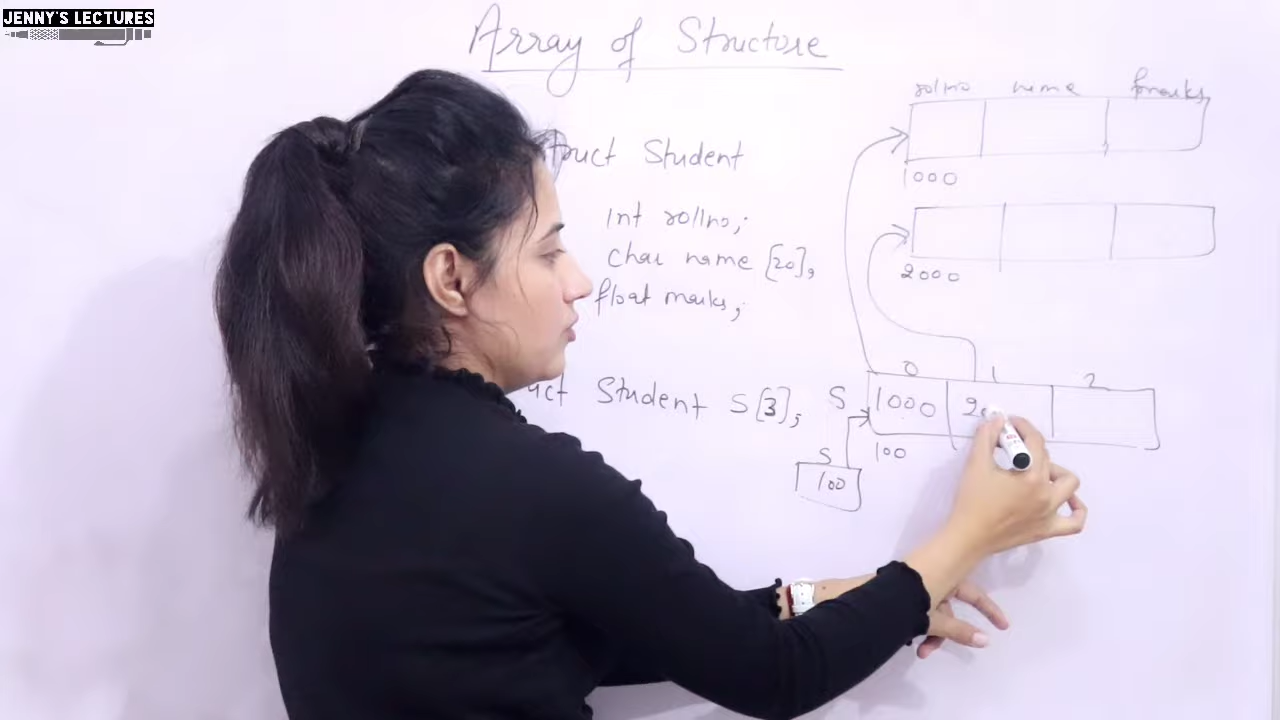 JENNY'S LECTURES
Array of Structure
struct Student
int rollno;
char name [20],
float marks;
Student S[3];
rollno name marks
1000
2000
0 1 2
S 1000
100
S
100